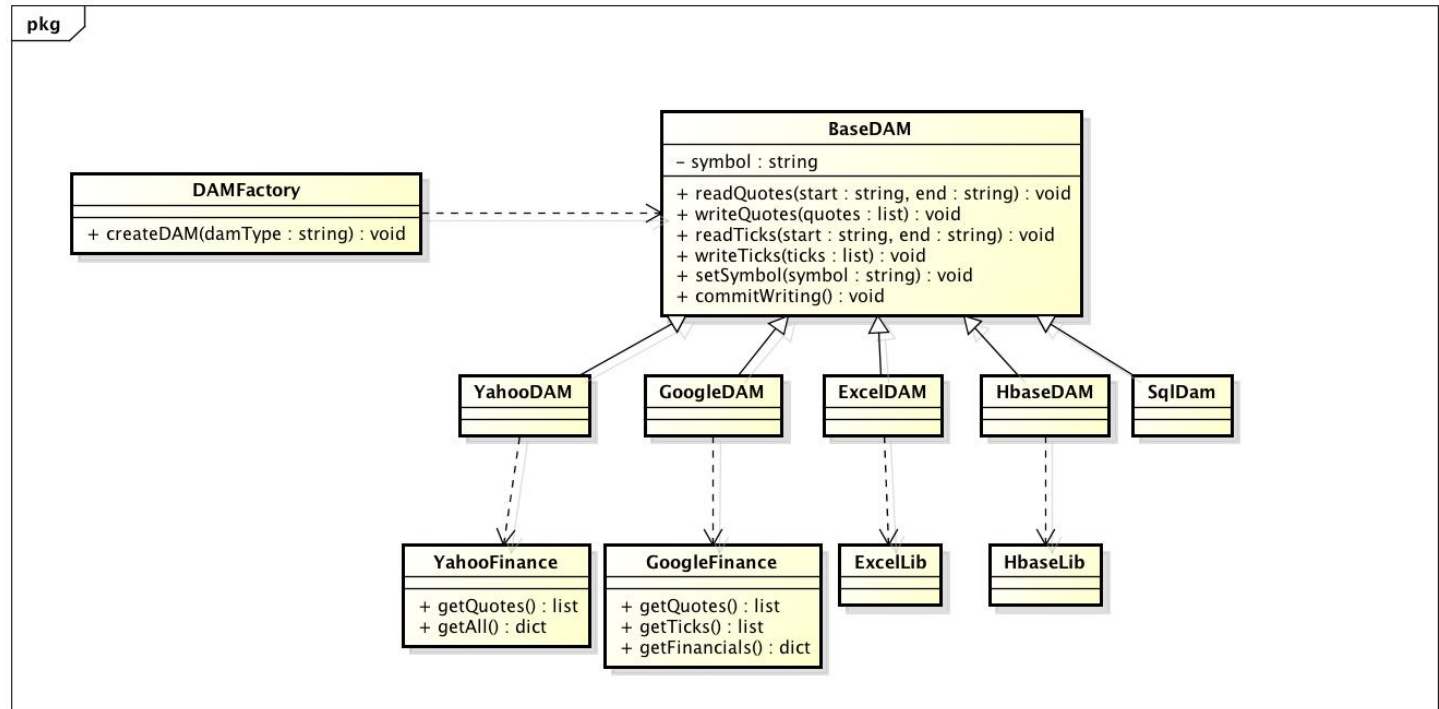 pkg
BaseDAM
– symbol : string
+ readQuotes(start : string, end : string) : void
+ writeQuotes(quotes : list) : void
+ readTicks(start : string, end : string) : void
+ writeTicks(ticks : list) : void
+ setSymbol(symbol : string) : void
+ commitWriting() : void
DAMFactory
+ createDAM(damType : string) : void
YahooDAM
GoogleDAM
ExcelDAM
HbaseDAM
SqlDam
YahooFinance
+ getQuotes() : list
+ getAll() : dict
GoogleFinance
+ getQuotes() : list
+ getTicks() : list
+ getFinancials() : dict
ExcelLib
HbaseLib